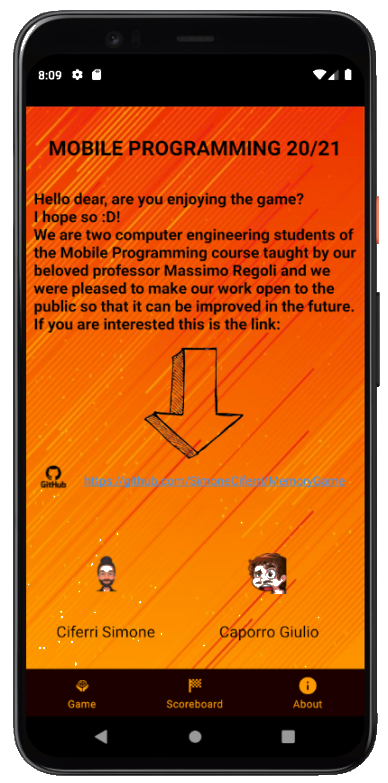 8:09
MOBILE PROGRAMMING 20/21
Hello dear, are you enjoying the game?
I hope so :D!
We are two computer engineering students of
the Mobile Programming course taught by our
beloved professor Massimo Regoli and we
were pleased to make our work open to the
public so that it can be improved in the future.
If you are interested this is the link:
GitHub https://github.com/SimoneCiferri/MemoryGame
Ciferri Simone Caporro Giulio
Game Scoreboard About